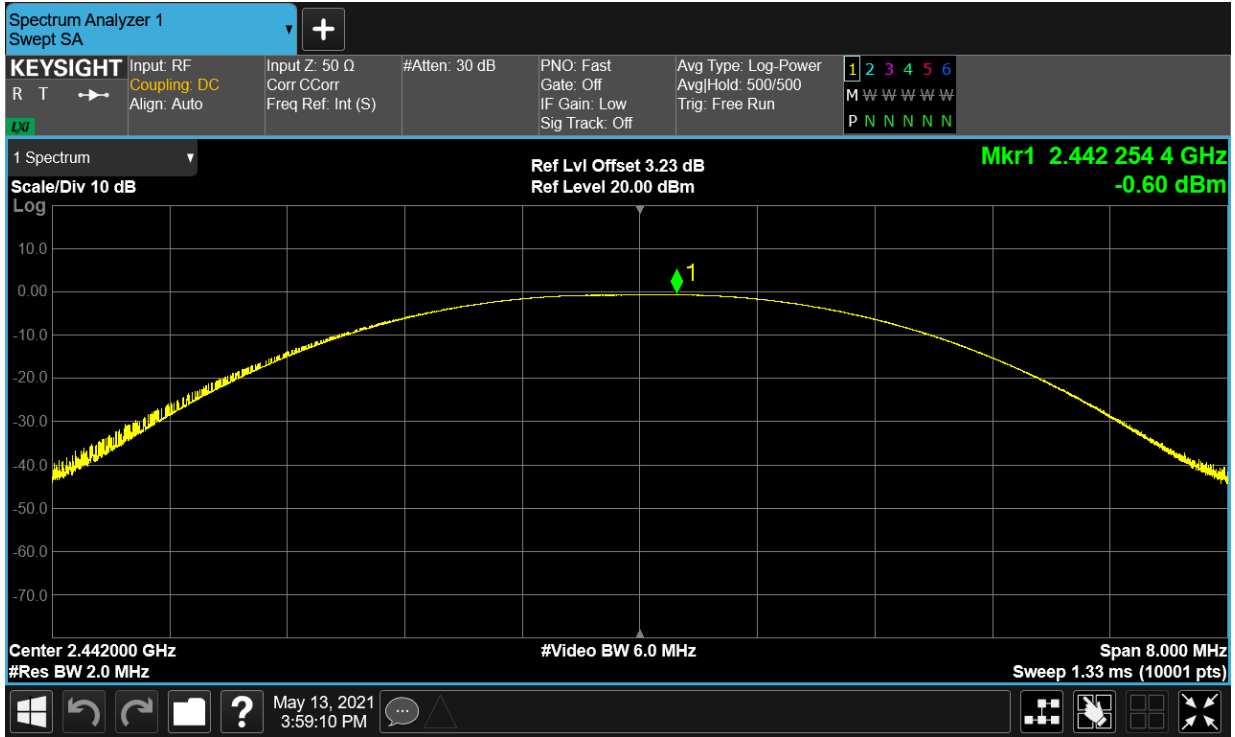 Spectrum Analyzer 1
Swept SA
KEYSIGHT
R T
LXI
Input: RF
Coupling: DC
Align: Auto
Input Z: 50 Ω
Corr CCorr
Freq Ref: Int (S)
#Atten: 30 dB
PNO: Fast
Gate: Off
IF Gain: Low
Sig Track: Off
Avg Type: Log-Power
Avg|Hold: 500/500
Trig: Free Run
1 2 3 4 5 6
M W W W W W
P N N N N N
1 Spectrum
Scale/Div 10 dB
Log
Ref Lvl Offset 3.23 dB
Ref Level 20.00 dBm
Mkr1 2.442 254 4 GHz
-0.60 dBm
10.0
0.00
-10.0
-20.0
-30.0
-40.0
-50.0
-60.0
-70.0
1
Center 2.442000 GHz
#Res BW 2.0 MHz
#Video BW 6.0 MHz
Span 8.000 MHz
Sweep 1.33 ms (10001 pts)
?
May 13, 2021
3:59:10 PM